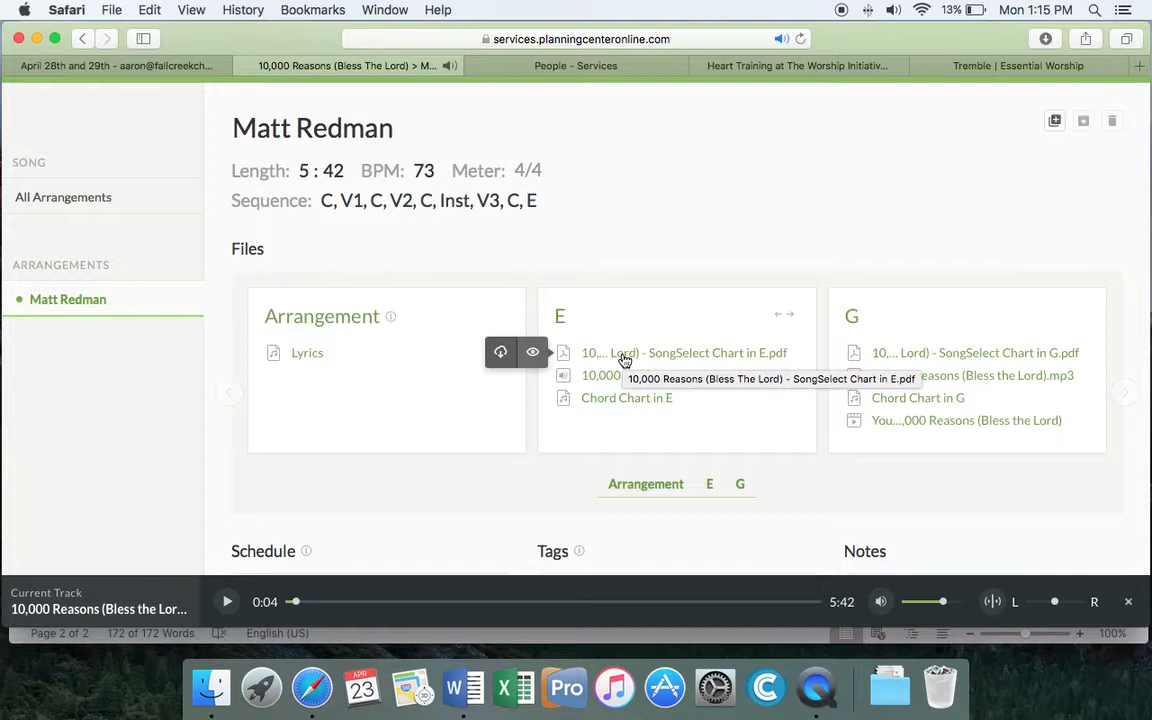 Safari File Edit View History Bookmarks Window Help 13% Mon 1:15 PM
services.planningcenteronline.com
April 28th and 29th - aaron@fallcreekch... 10,000 Reasons (Bless The Lord) > M... People - Services Heart Training at The Worship Initiativ... Tremble | Essential Worship
Matt Redman
Length: 5 : 42 BPM: 73 Meter: 4/4
Sequence: C, V1, C, V2, C, Inst, V3, C, E
SONG
All Arrangements
ARRANGEMENTS
Matt Redman
Files
Arrangement
Lyrics
E
10,... Lord) - SongSelect Chart in E.pdf
10,000
10,000 Reasons (Bless The Lord) - SongSelect Chart in E.pdf
Chord Chart in E
G
10,... Lord) - SongSelect Chart in G.pdf
easons (Bless the Lord).mp3
Chord Chart in G
You...,000 Reasons (Bless the Lord)
Arrangement E G
Schedule Tags Notes
Current Track
10,000 Reasons (Bless the Lor...
0:04 5:42 L R
Page 2 of 2 172 of 172 Words English (US) 100%
APR
23
W X Pro C